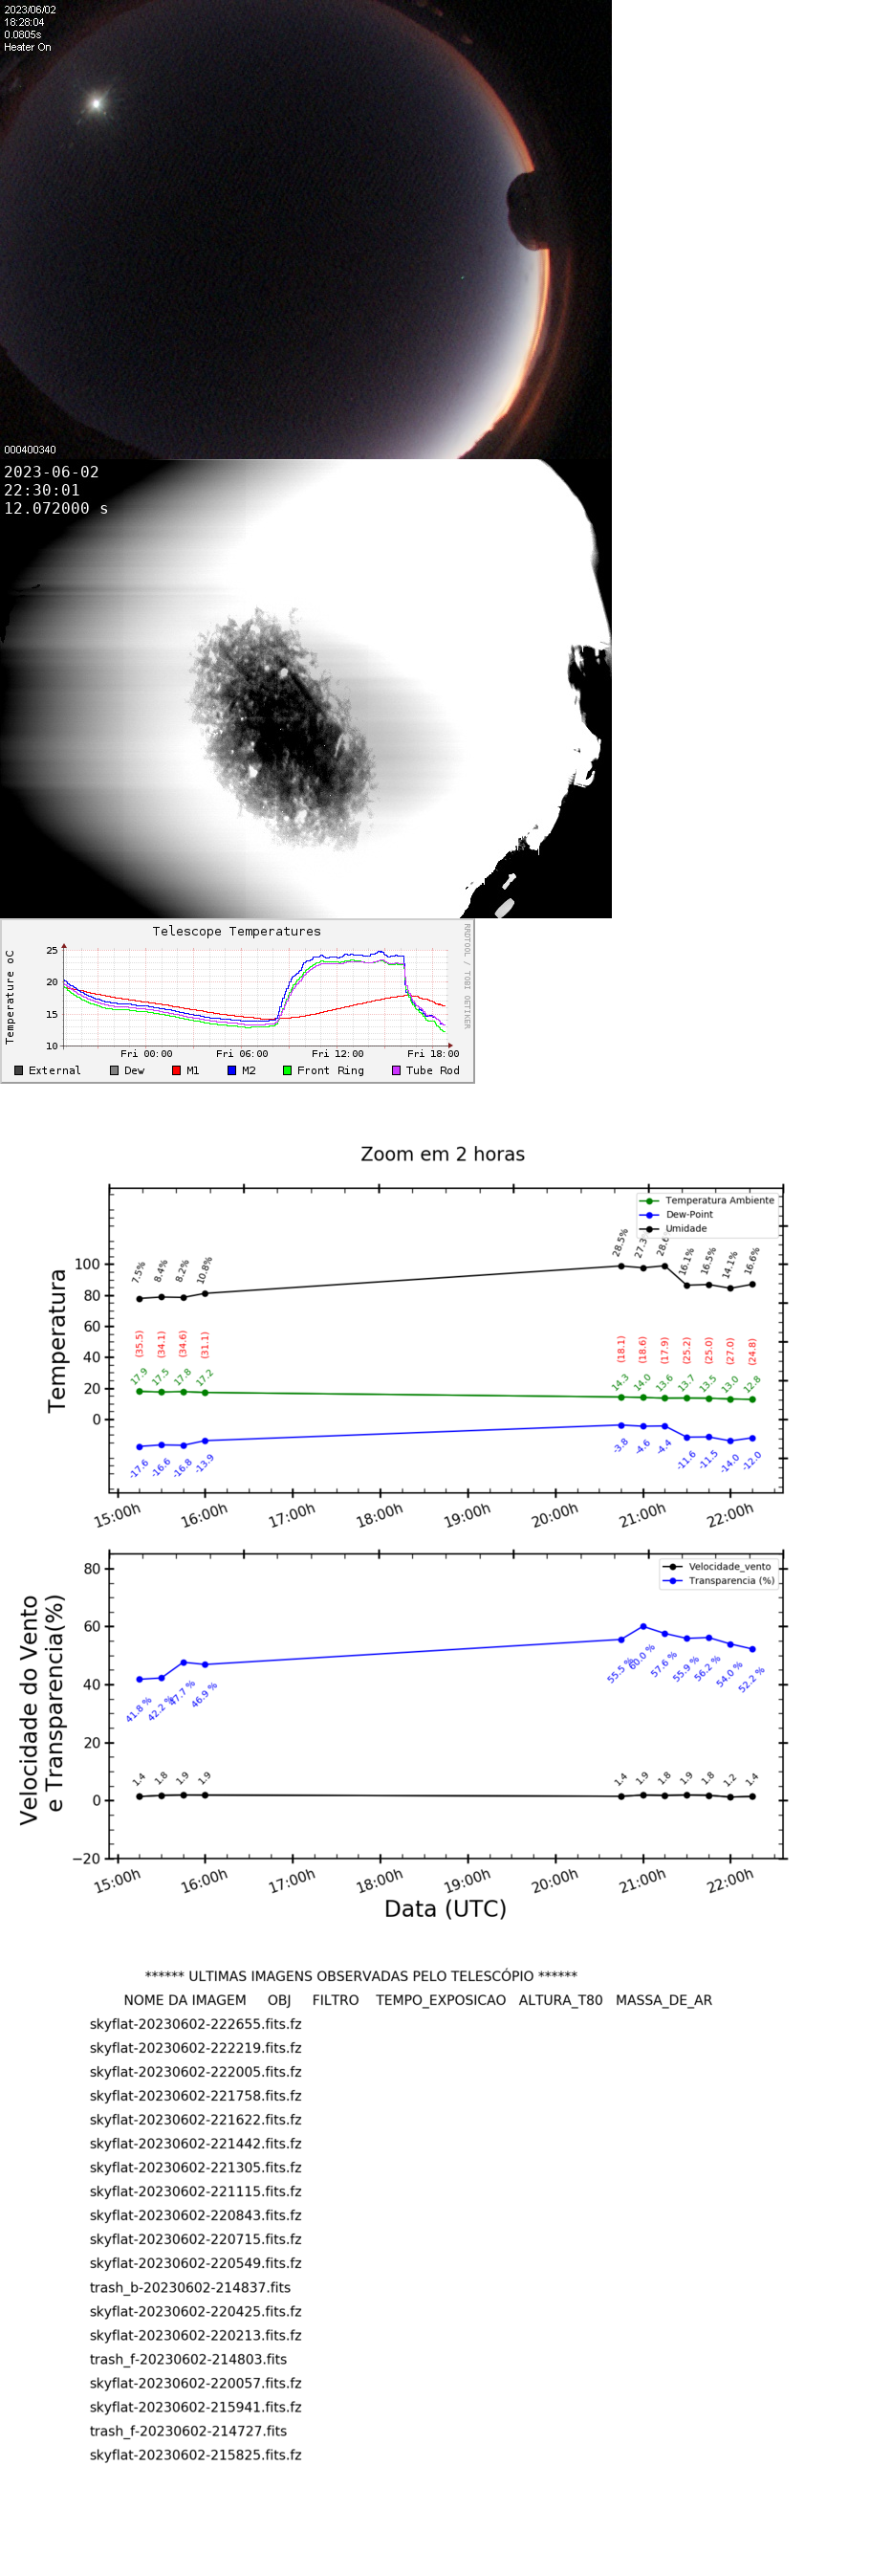 2023/06/02
18:28:04
0.0805s
Heater On
000400340
2023-06-02
22:30:01
12.072000 s
Telescope Temperatures
Temperature oC
RRDTOOL / TOBI OETIKER
25
20
15
10
Fri 00:00 Fri 06:00 Fri 12:00 Fri 18:00
External Dew M1 M2 Front Ring Tube Rod
Zoom em 2 horas
Temperatura Ambiente
Dew-Point
Umidade
Temperatura
100
80
60
40
20
0
7.5% 8.4% 8.2% 10.8% 28.5% 16.1% 16.5% 14.1% 16.6%
(35.5) (34.1) (34.6) (31.1) (18.1) (18.6) (17.9) (25.2) (25.0) (27.0) (24.8)
17.9 17.5 17.8 17.2 14.3 14.0 13.6 13.7 13.5 13.0 12.8
-17.6 -16.6 -16.8 -13.9 -3.8 -4.6 -4.4 -11.6 -11.5 -14.0 -12.0
15:00h 16:00h 17:00h 18:00h 19:00h 20:00h 21:00h 22:00h
Velocidade_vento
Transparencia (%)
Velocidade do Vento
e Transparencia(%)
80
60
40
20
0
−20
41.8 % 42.2 % 47.7 % 46.9 % 55.5 % 60.0 % 57.6 % 55.9 % 56.2 % 54.0 % 52.2 %
1.4 1.8 1.9 1.9 1.4 1.9 1.8 1.9 1.8 1.2 1.4
15:00h 16:00h 17:00h 18:00h 19:00h 20:00h 21:00h 22:00h
Data (UTC)
****** ULTIMAS IMAGENS OBSERVADAS PELO TELESCÓPIO ******
NOME DA IMAGEM OBJ FILTRO TEMPO_EXPOSICAO ALTURA_T80 MASSA_DE_AR
skyflat-20230602-222655.fits.fz
skyflat-20230602-222219.fits.fz
skyflat-20230602-222005.fits.fz
skyflat-20230602-221758.fits.fz
skyflat-20230602-221622.fits.fz
skyflat-20230602-221442.fits.fz
skyflat-20230602-221305.fits.fz
skyflat-20230602-221115.fits.fz
skyflat-20230602-220843.fits.fz
skyflat-20230602-220715.fits.fz
skyflat-20230602-220549.fits.fz
trash_b-20230602-214837.fits
skyflat-20230602-220425.fits.fz
skyflat-20230602-220213.fits.fz
trash_f-20230602-214803.fits
skyflat-20230602-220057.fits.fz
skyflat-20230602-215941.fits.fz
trash_f-20230602-214727.fits
skyflat-20230602-215825.fits.fz